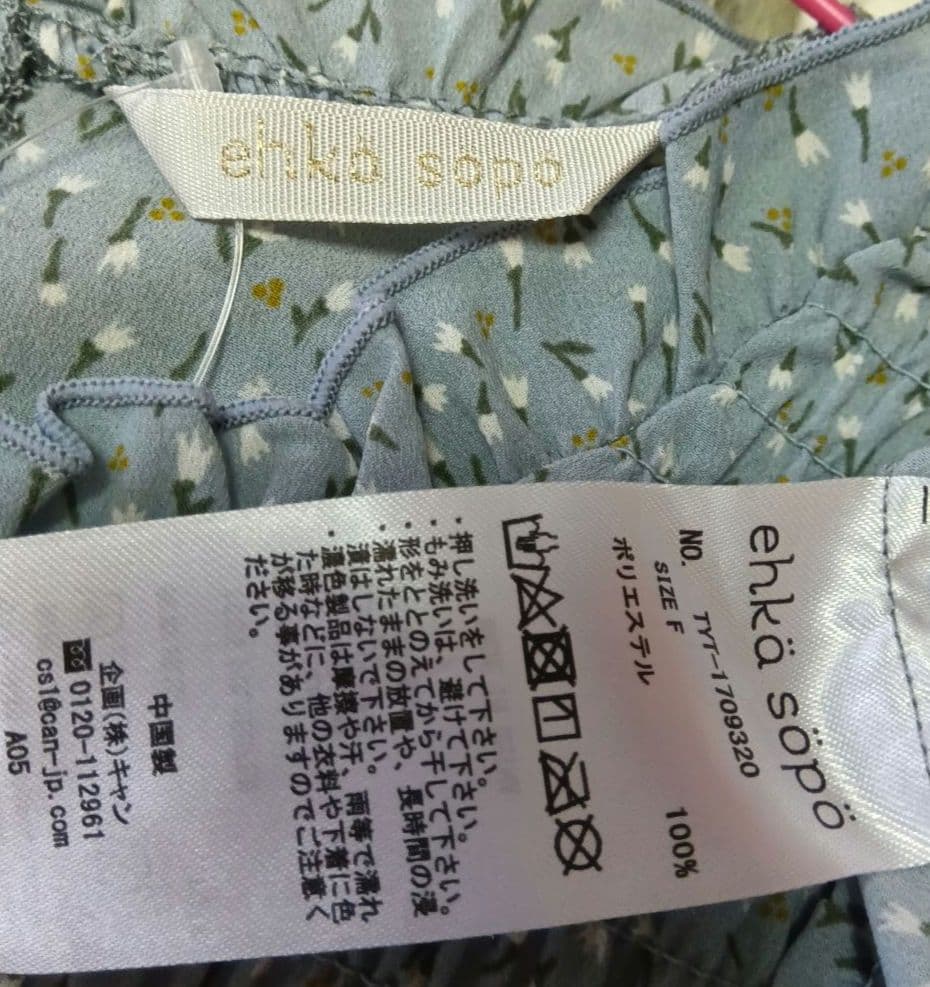 ehkä söpö
ehkä söpö
NO. TYT-1709320
SIZE F
ポリエステル 100%
・押し洗いをして下さい。
もみ洗いは、避けて下さい。
・形をととのえてから干して下さい。
・濡れたままの放置や、長時間の浸
漬はしないで下さい。
・濃色製品は摩擦や汗、雨等で濡れ
た時などに、他の衣料や下着に色
が移る事がありますのでご注意く
ださい。
中国製
企画(株)キャン
0120-112961
cs1@can-jp.com
A05